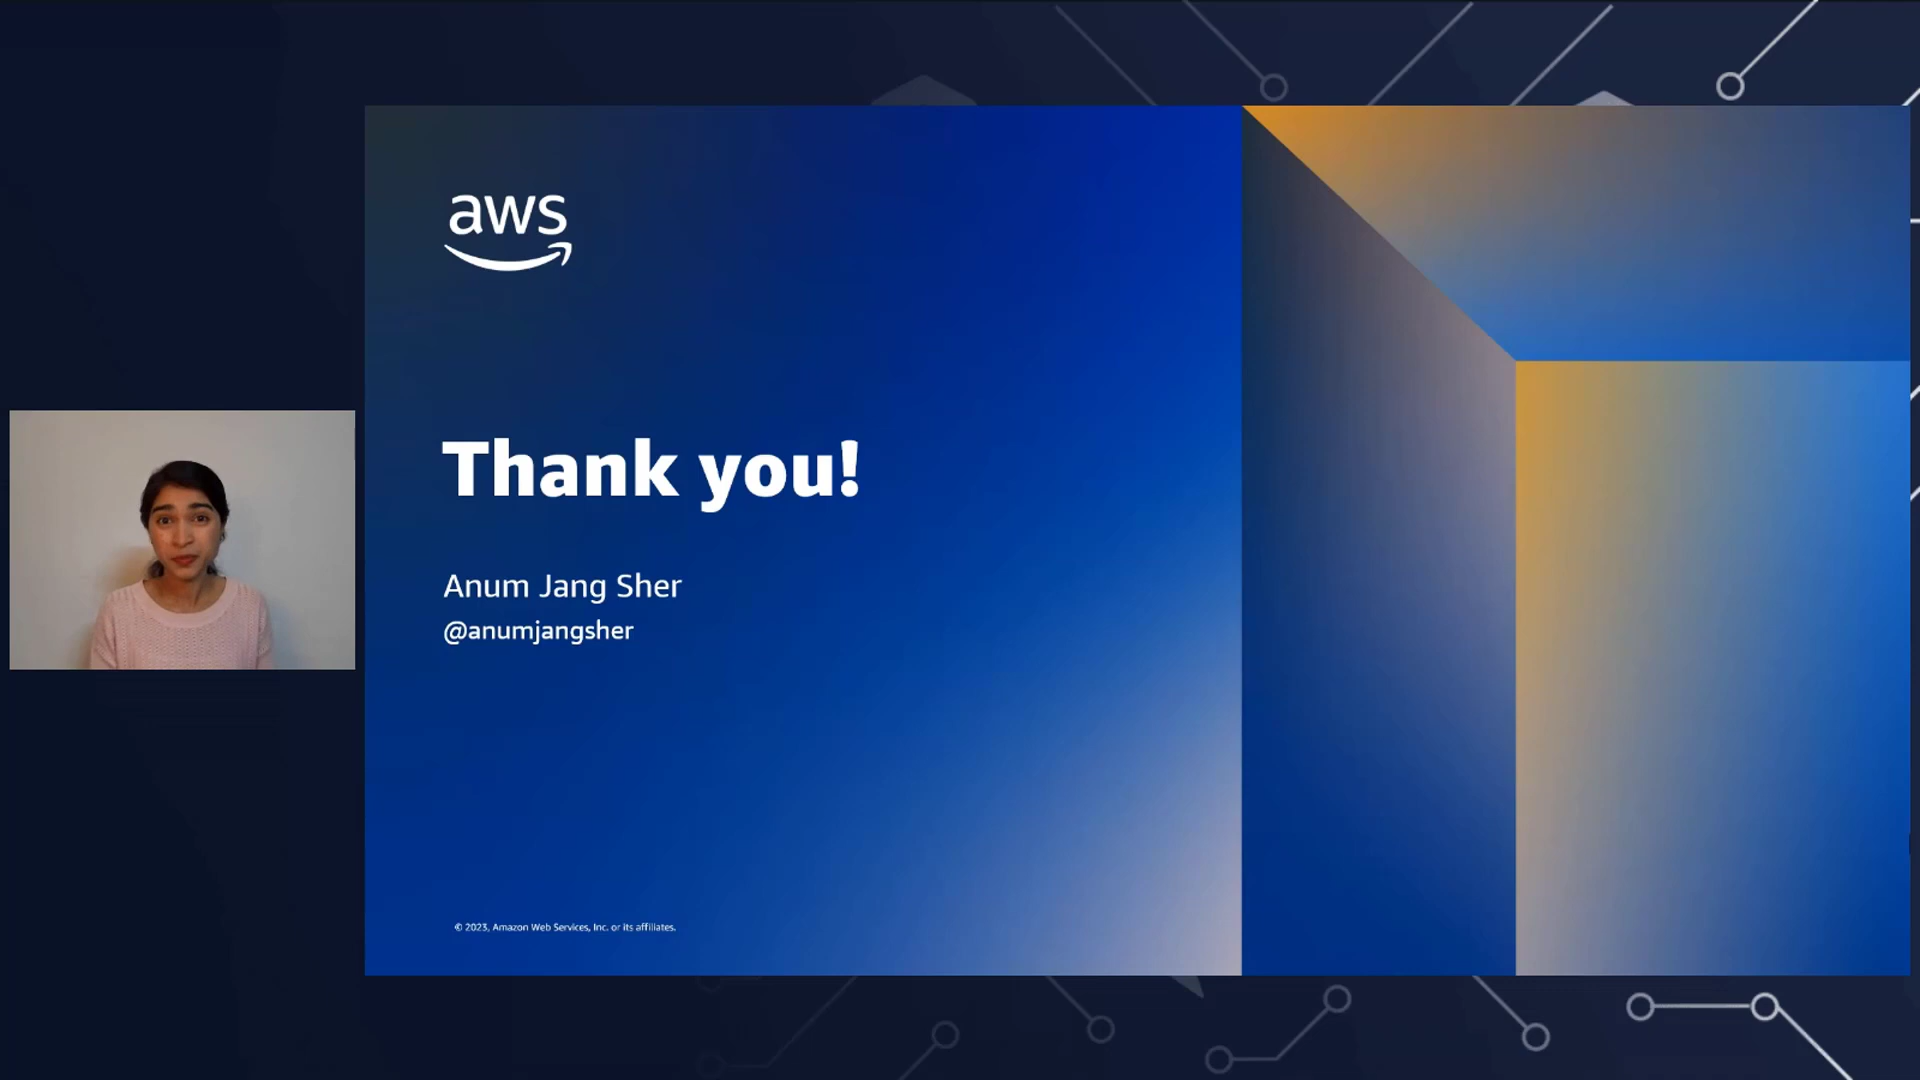 aws
Thank you!
Anum Jang Sher
@anumjangsher
© 2023, Amazon Web Services, Inc. or its affiliates.